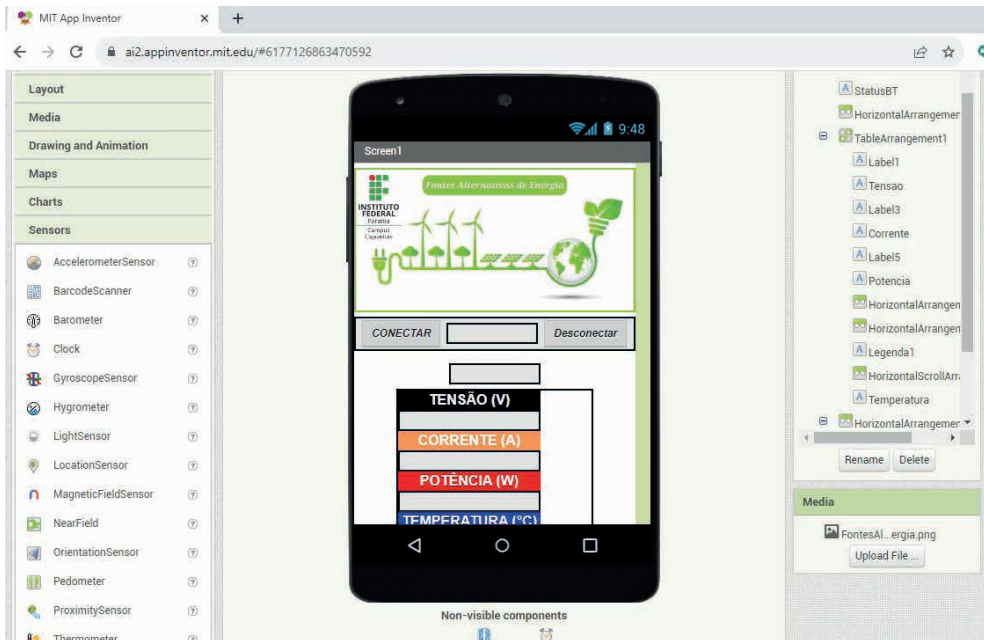 MIT App Inventor
ai2.appinventor.mit.edu/#6177126863470592
Layout
Media
Drawing and Animation
Maps
Charts
Sensors
AccelerometerSensor
BarcodeScanner
Barometer
Clock
GyroscopeSensor
Hygrometer
LightSensor
LocationSensor
MagneticFieldSensor
NearField
OrientationSensor
Pedometer
ProximitySensor
Thermometer
9:48
Screen1
Fontes Alternativas de Energia
INSTITUTO
FEDERAL
Paraíba
Campus
Cajazeiras
CONECTAR
Desconectar
TENSÃO (V)
CORRENTE (A)
POTÊNCIA (W)
TEMPERATURA (°C)
Non-visible components
StatusBT
HorizontalArrangemer
TableArrangement1
Label1
Tensao
Label3
Corrente
Label5
Potencia
HorizontalArrangen
HorizontalArrangen
Legenda1
HorizontalScrollArr
Temperatura
HorizontalArrangemer
Rename Delete
Media
FontesAl...ergia.png
Upload File ...